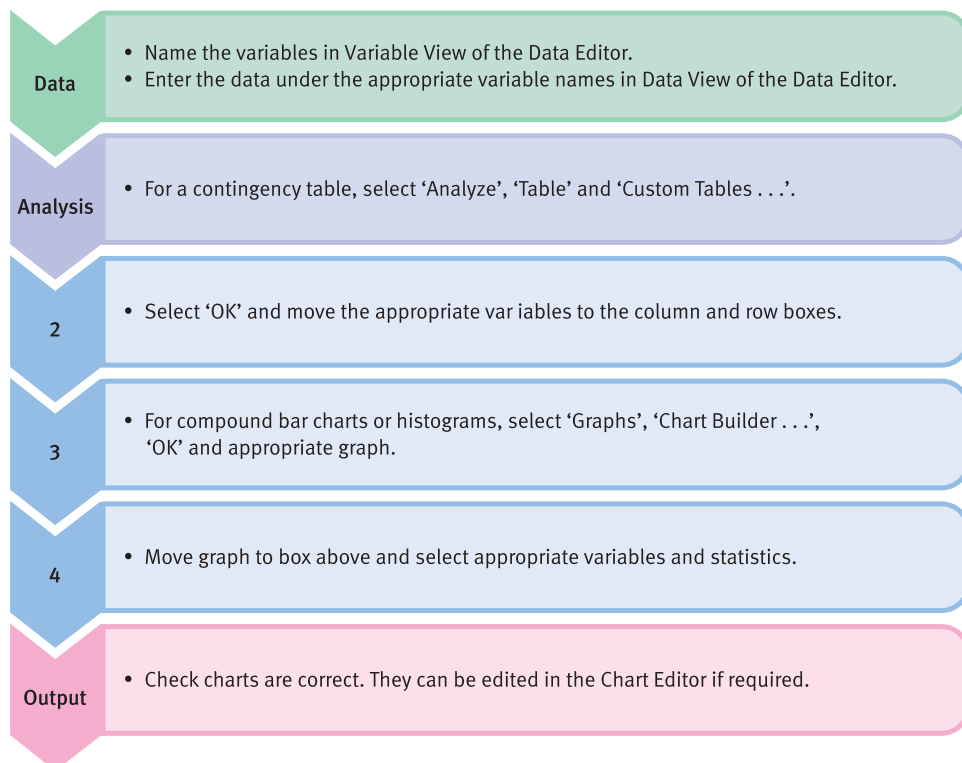 Data
• Name the variables in Variable View of the Data Editor.
• Enter the data under the appropriate variable names in Data View of the Data Editor.
Analysis
• For a contingency table, select ‘Analyze’, ‘Table’ and ‘Custom Tables . . .’.
2
• Select ‘OK’ and move the appropriate var iables to the column and row boxes.
3
• For compound bar charts or histograms, select ‘Graphs’, ‘Chart Builder . . .’,
‘OK’ and appropriate graph.
4
• Move graph to box above and select appropriate variables and statistics.
Output
• Check charts are correct. They can be edited in the Chart Editor if required.